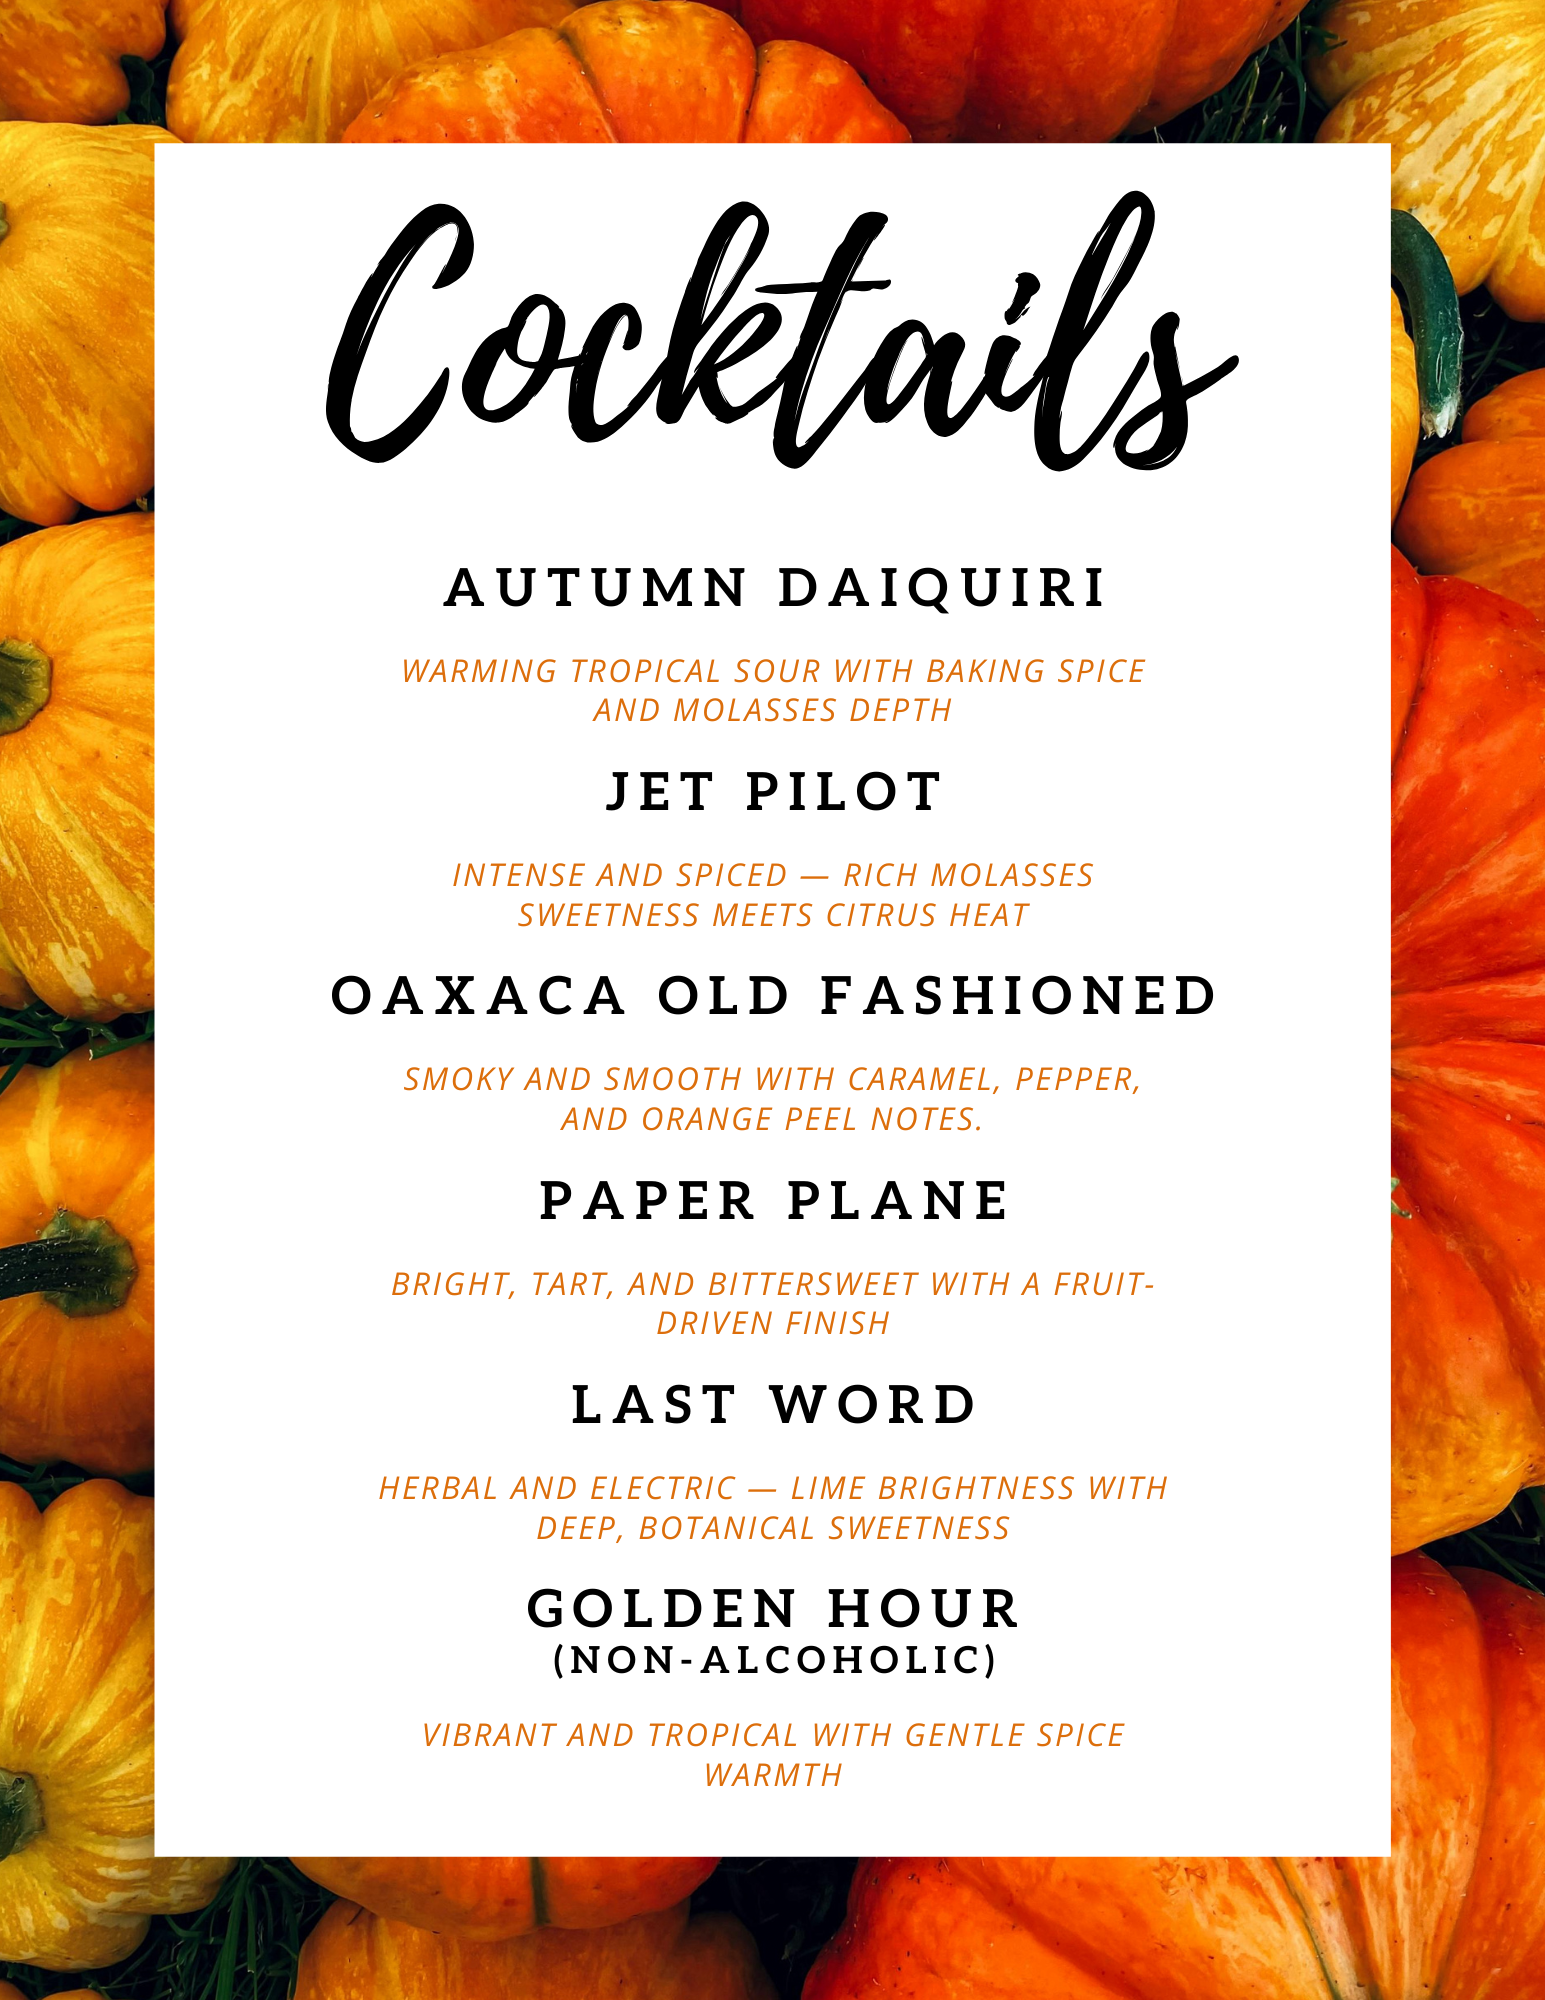 Cocktails
AUTUMN DAIQUIRI
WARMING TROPICAL SOUR WITH BAKING SPICE
AND MOLASSES DEPTH
JET PILOT
INTENSE AND SPICED — RICH MOLASSES
SWEETNESS MEETS CITRUS HEAT
OAXACA OLD FASHIONED
SMOKY AND SMOOTH WITH CARAMEL, PEPPER,
AND ORANGE PEEL NOTES.
PAPER PLANE
BRIGHT, TART, AND BITTERSWEET WITH A FRUIT-
DRIVEN FINISH
LAST WORD
HERBAL AND ELECTRIC — LIME BRIGHTNESS WITH
DEEP, BOTANICAL SWEETNESS
GOLDEN HOUR
(NON-ALCOHOLIC)
VIBRANT AND TROPICAL WITH GENTLE SPICE
WARMTH